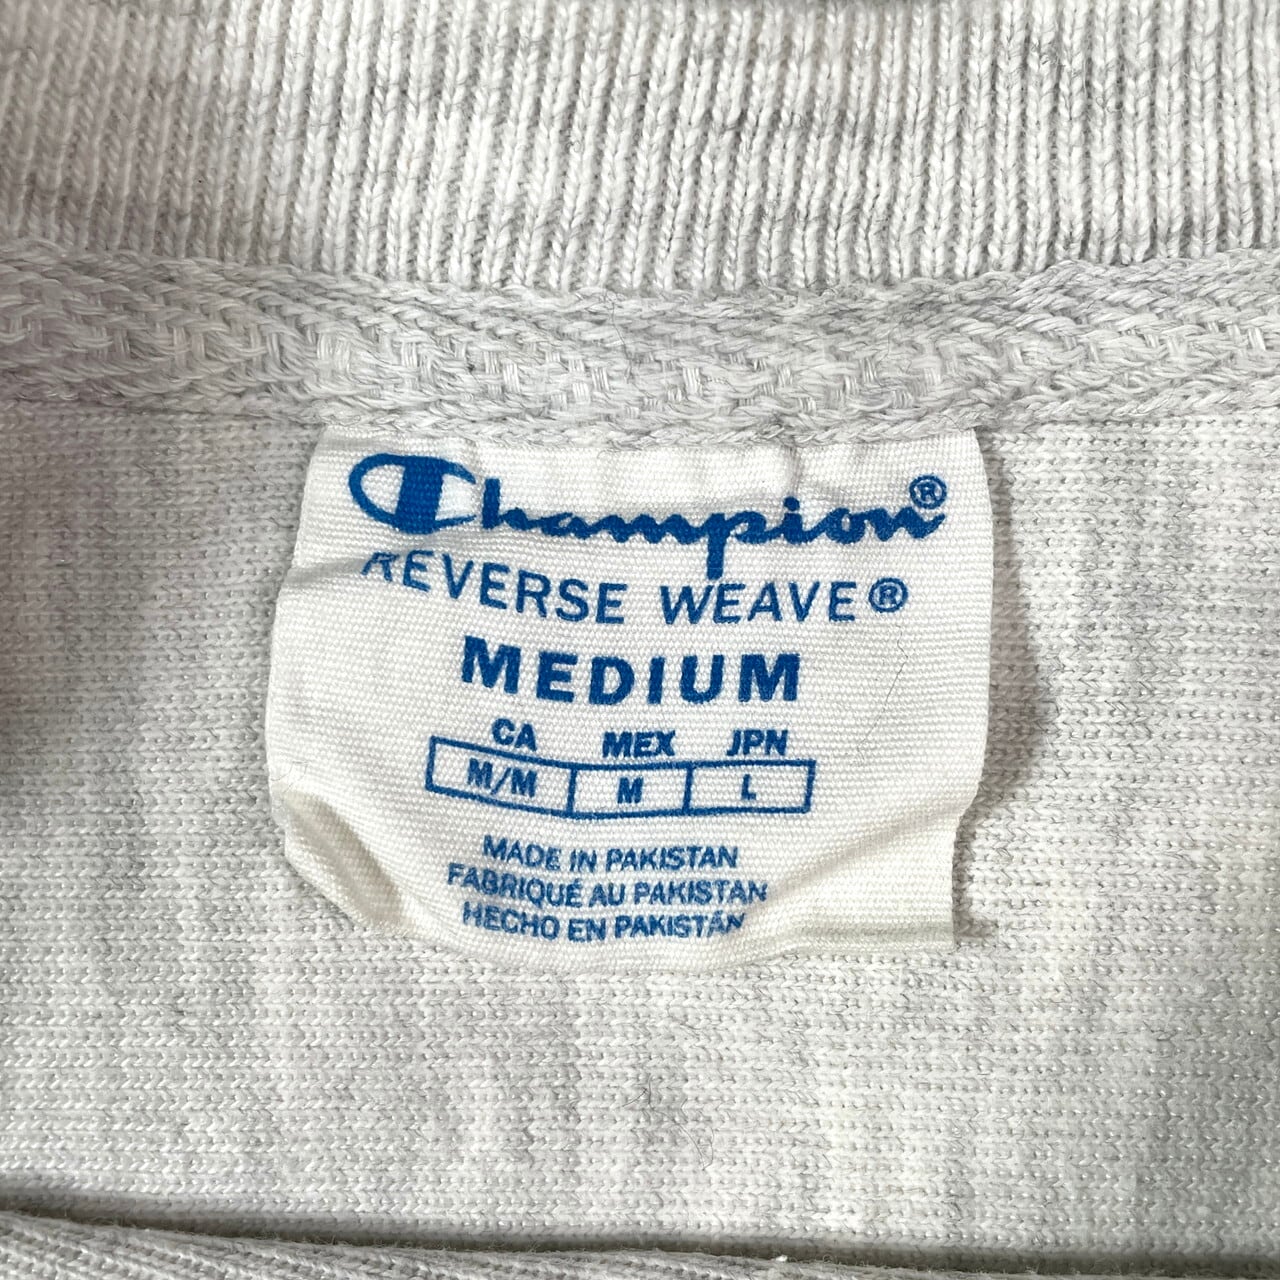 Champion®
REVERSE WEAVE®
MEDIUM
CA MEX JPN
M/M M L
MADE IN PAKISTAN
FABRIQUÉ AU PAKISTAN
HECHO EN PAKISTÁN